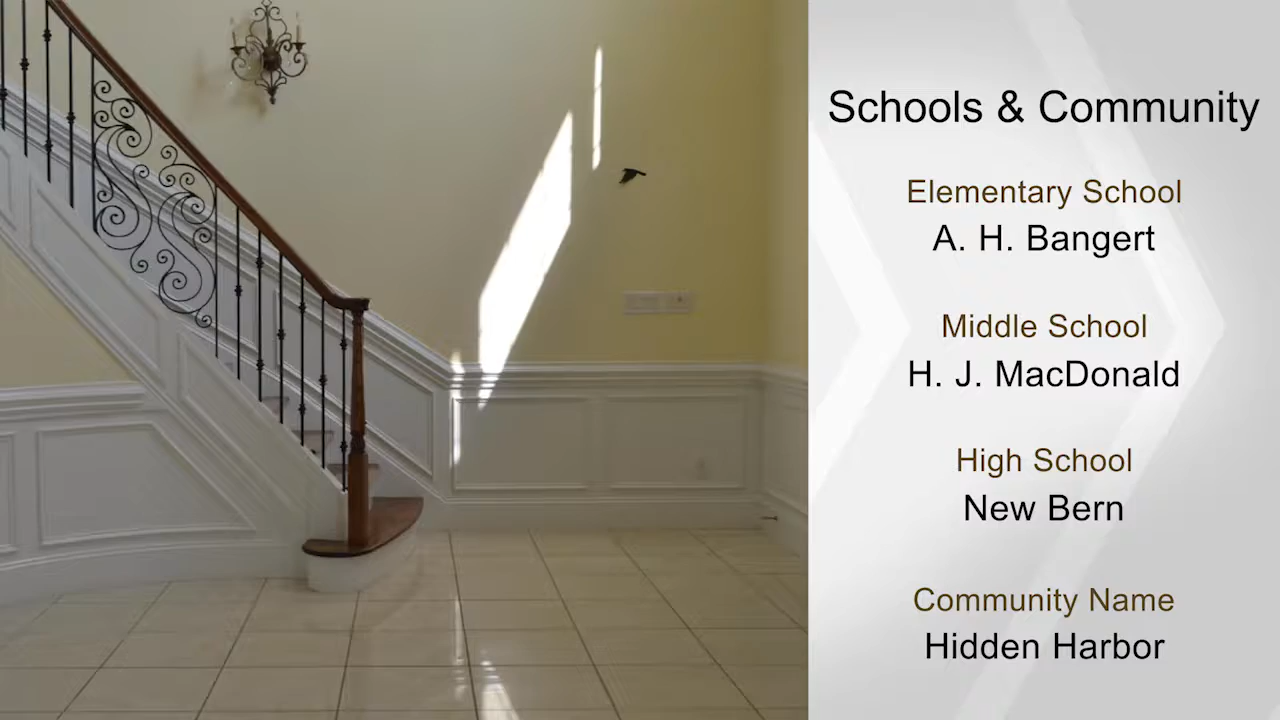 Schools & Community
Elementary School
A. H. Bangert
Middle School
H. J. MacDonald
High School
New Bern
Community Name
Hidden Harbor